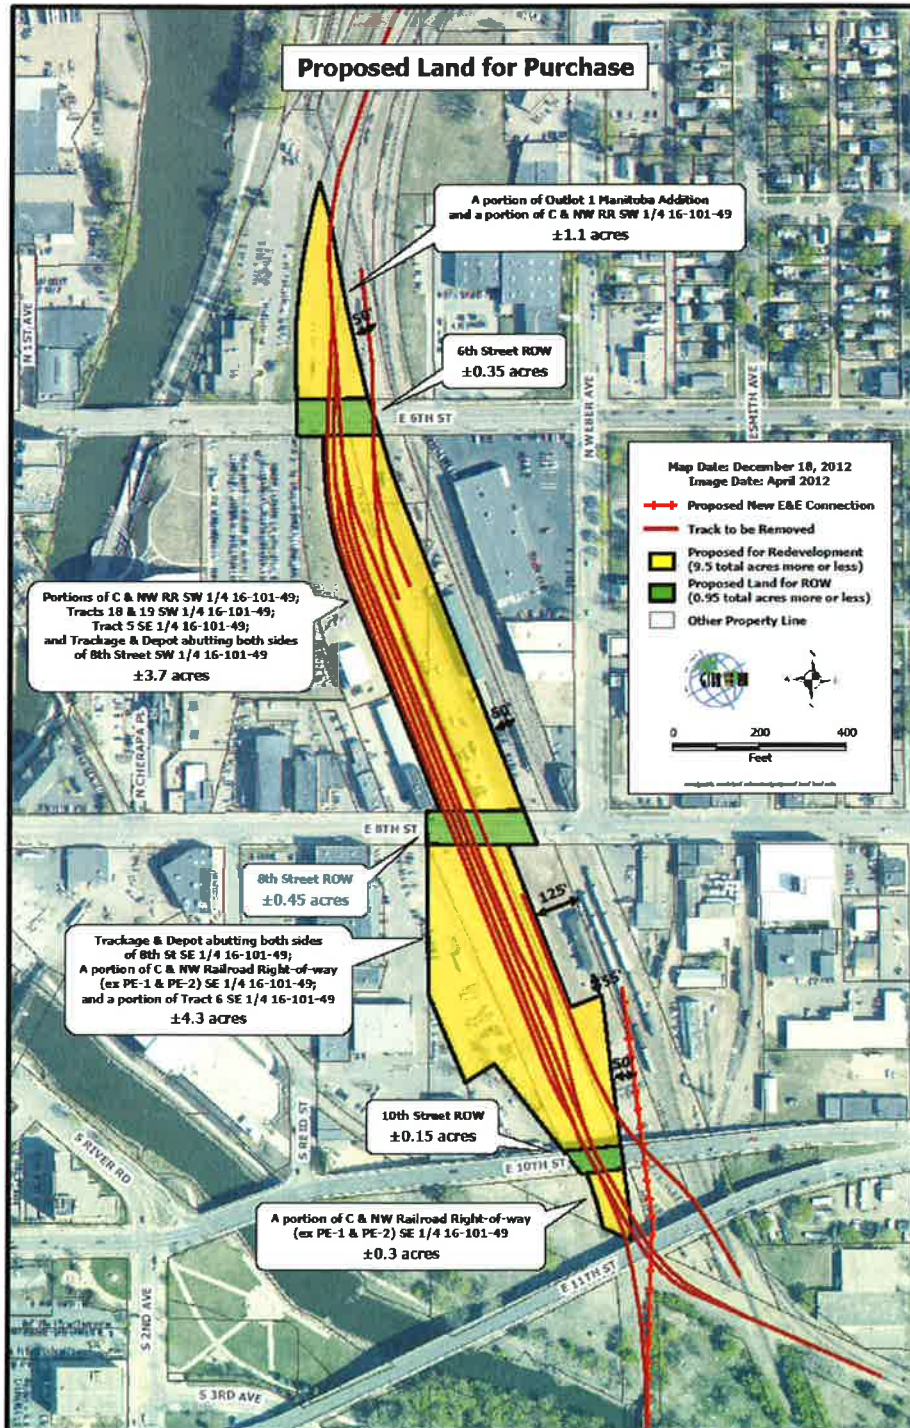 Proposed Land for Purchase
A portion of Outlot 1 Manitoba Addition
and a portion of C & NW RR SW 1/4 16-101-49
±1.1 acres
N 1ST AVE
50'
6th Street ROW
±0.35 acres
E 6TH ST
N WEBER AVE
E SMITH AVE
Map Date: December 18, 2012
Image Date: April 2012
Proposed New E&E Connection
Track to be Removed
Proposed for Redevelopment
(9.5 total acres more or less)
Proposed Land for ROW
(0.95 total acres more or less)
Other Property Line
0 200 400
Feet
Portions of C & NW RR SW 1/4 16-101-49;
Tracts 18 & 19 SW 1/4 16-101-49;
Tract 5 SE 1/4 16-101-49;
and Trackage & Depot abutting both sides
of 8th Street SW 1/4 16-101-49
±3.7 acres
50'
N CHERAPA PL
E 8TH ST
8th Street ROW
±0.45 acres
125'
Trackage & Depot abutting both sides
of 8th St SE 1/4 16-101-49;
A portion of C & NW Railroad Right-of-way
(ex PE-1 & PE-2) SE 1/4 16-101-49;
and a portion of Tract 6 SE 1/4 16-101-49
±4.3 acres
55'
50'
10th Street ROW
±0.15 acres
S REID ST
S RIVER RD
E 10TH ST
A portion of C & NW Railroad Right-of-way
(ex PE-1 & PE-2) SE 1/4 16-101-49
±0.3 acres
E 11TH ST
S 2ND AVE
S 3RD AVE